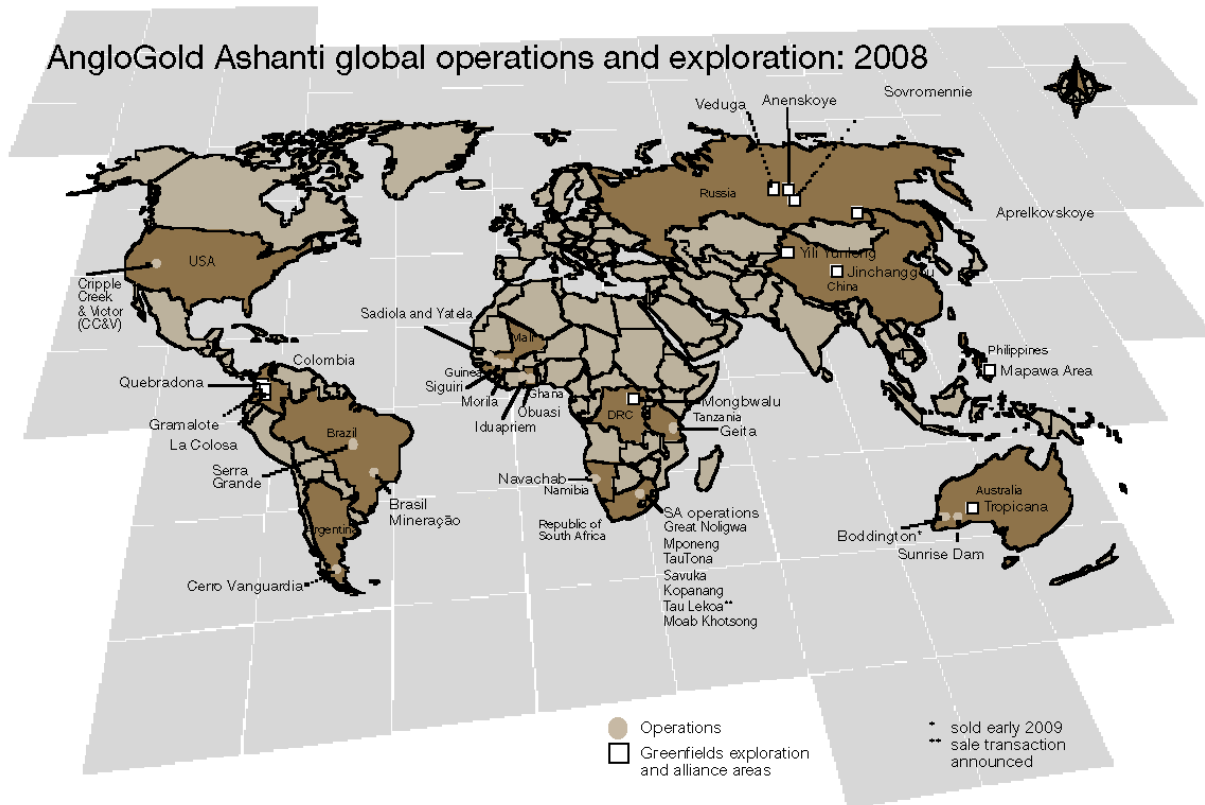 AngloGold Ashanti global operations and exploration: 2008
Sovromennie
Veduga
Anenskoye
Russia
Aprelkovskoye
USA
Yili Yunlong
Jinchanggou
China
Cripple
Creek
& Victor
(CC&V)
Sadiola and Yatela
Mali
Philippines
Mapawa Area
Colombia
Quebradona
Guinea
Siguiri
Morila
Ghana
Obuasi
Iduapriem
DRC
Mongbwalu
Tanzania
Geita
Gramalote
La Colosa
Brazil
Serra
Grande
Brasil
Mineração
Navachab
Namibia
Republic of
South Africa
SA operations
Great Noligwa
Mponeng
TauTona
Savuka
Kopanang
Tau Lekoa**
Moab Khotsong
Australia
Tropicana
Boddington*
Sunrise Dam
Argentina
Cerro Vanguardia
Operations
Greenfields exploration
and alliance areas
* sold early 2009
** sale transaction
announced